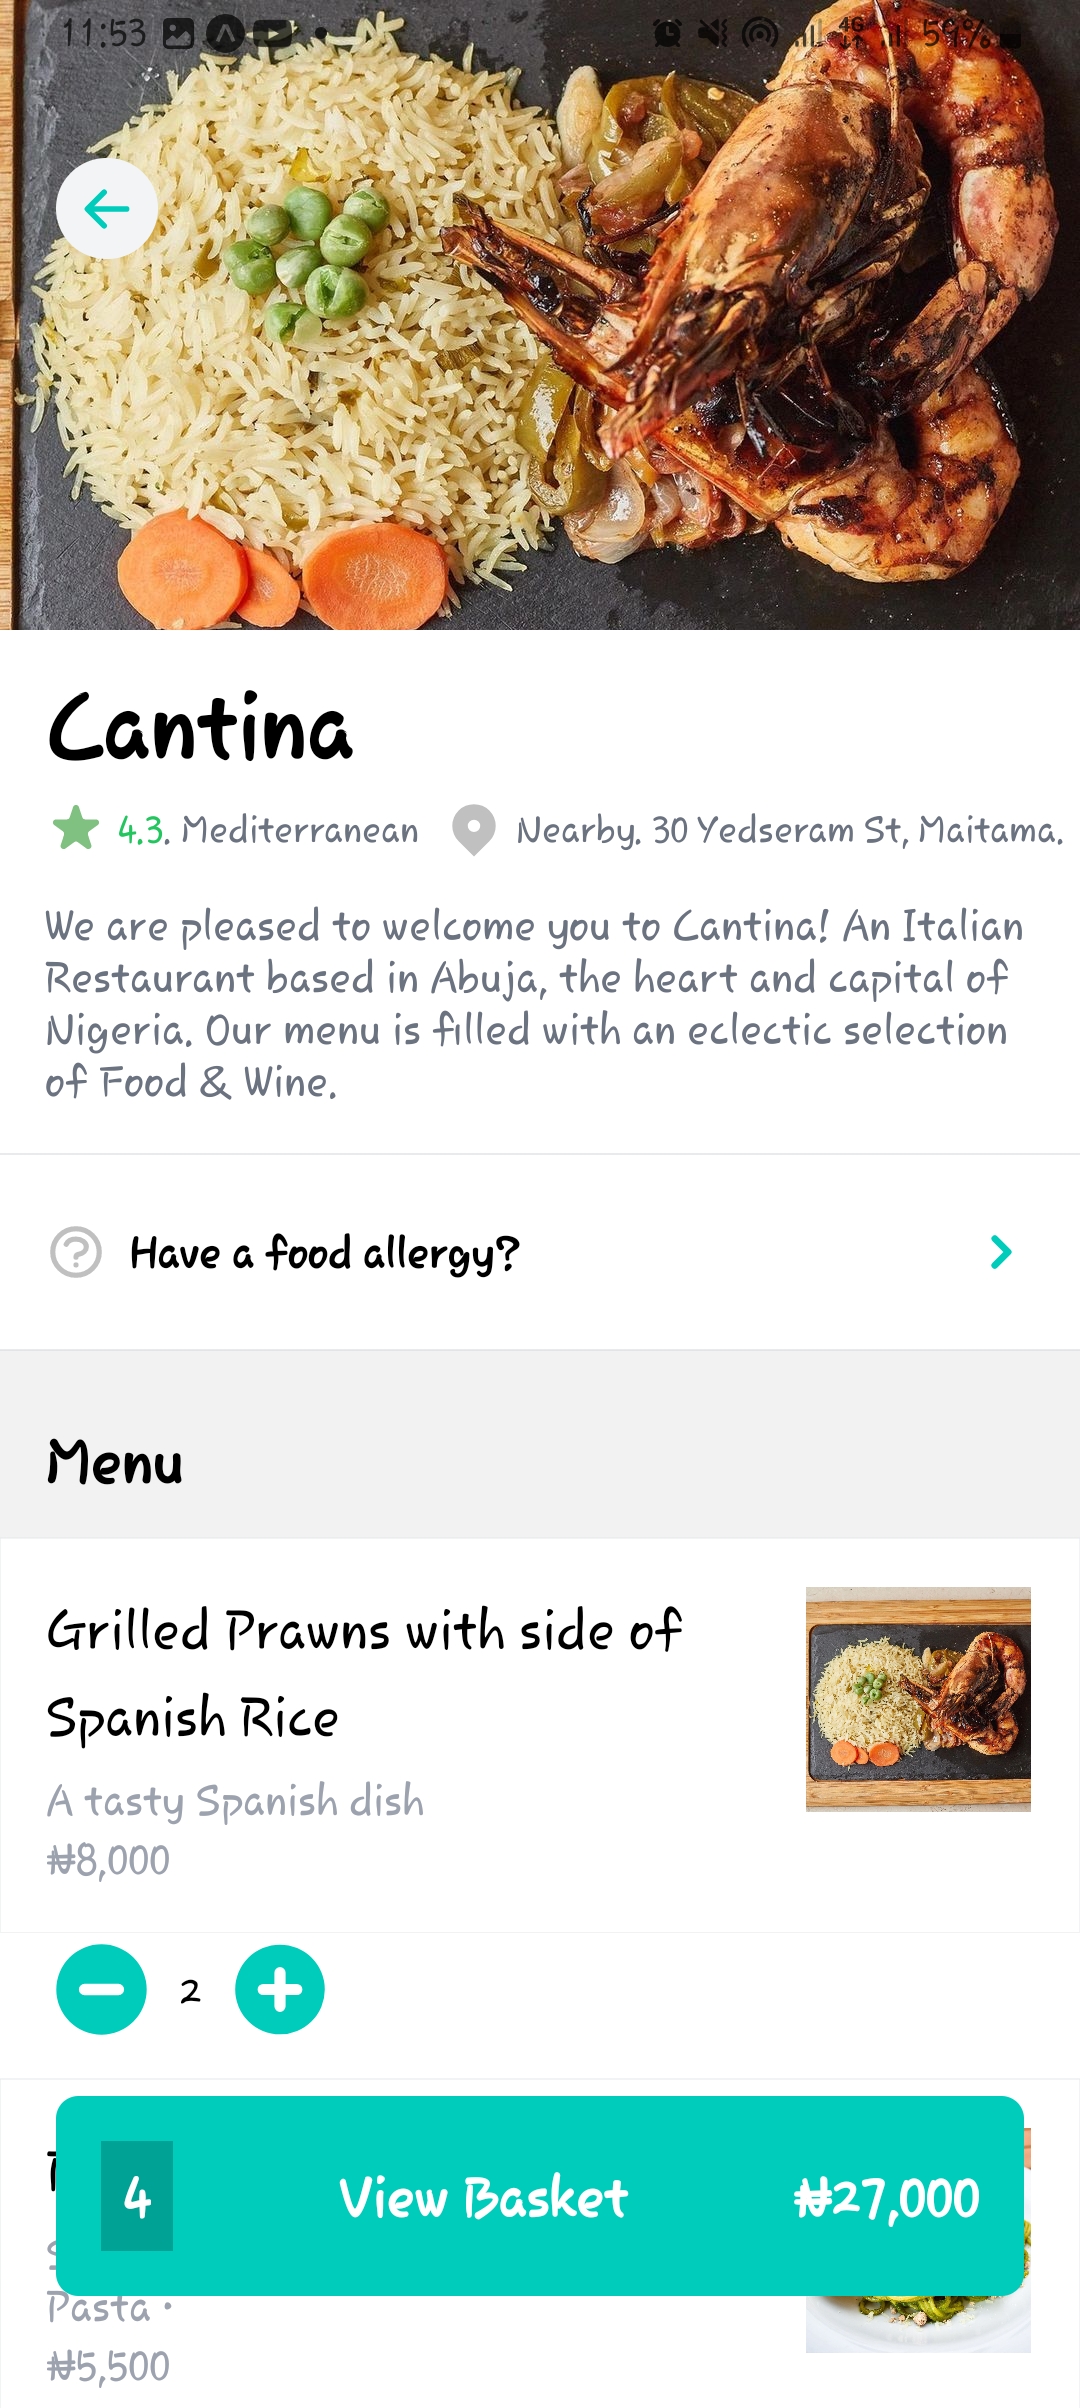 11:53 4G 59%
Cantina
4.3. Mediterranean Nearby. 30 Yedseram St, Maitama.
We are pleased to welcome you to Cantina! An Italian
Restaurant based in Abuja, the heart and capital of
Nigeria. Our menu is filled with an eclectic selection
of Food & Wine.
Have a food allergy?
Menu
Grilled Prawns with side of
Spanish Rice
A tasty Spanish dish
₦8,000
2
4 View Basket ₦27,000
Pasta •
₦5,500